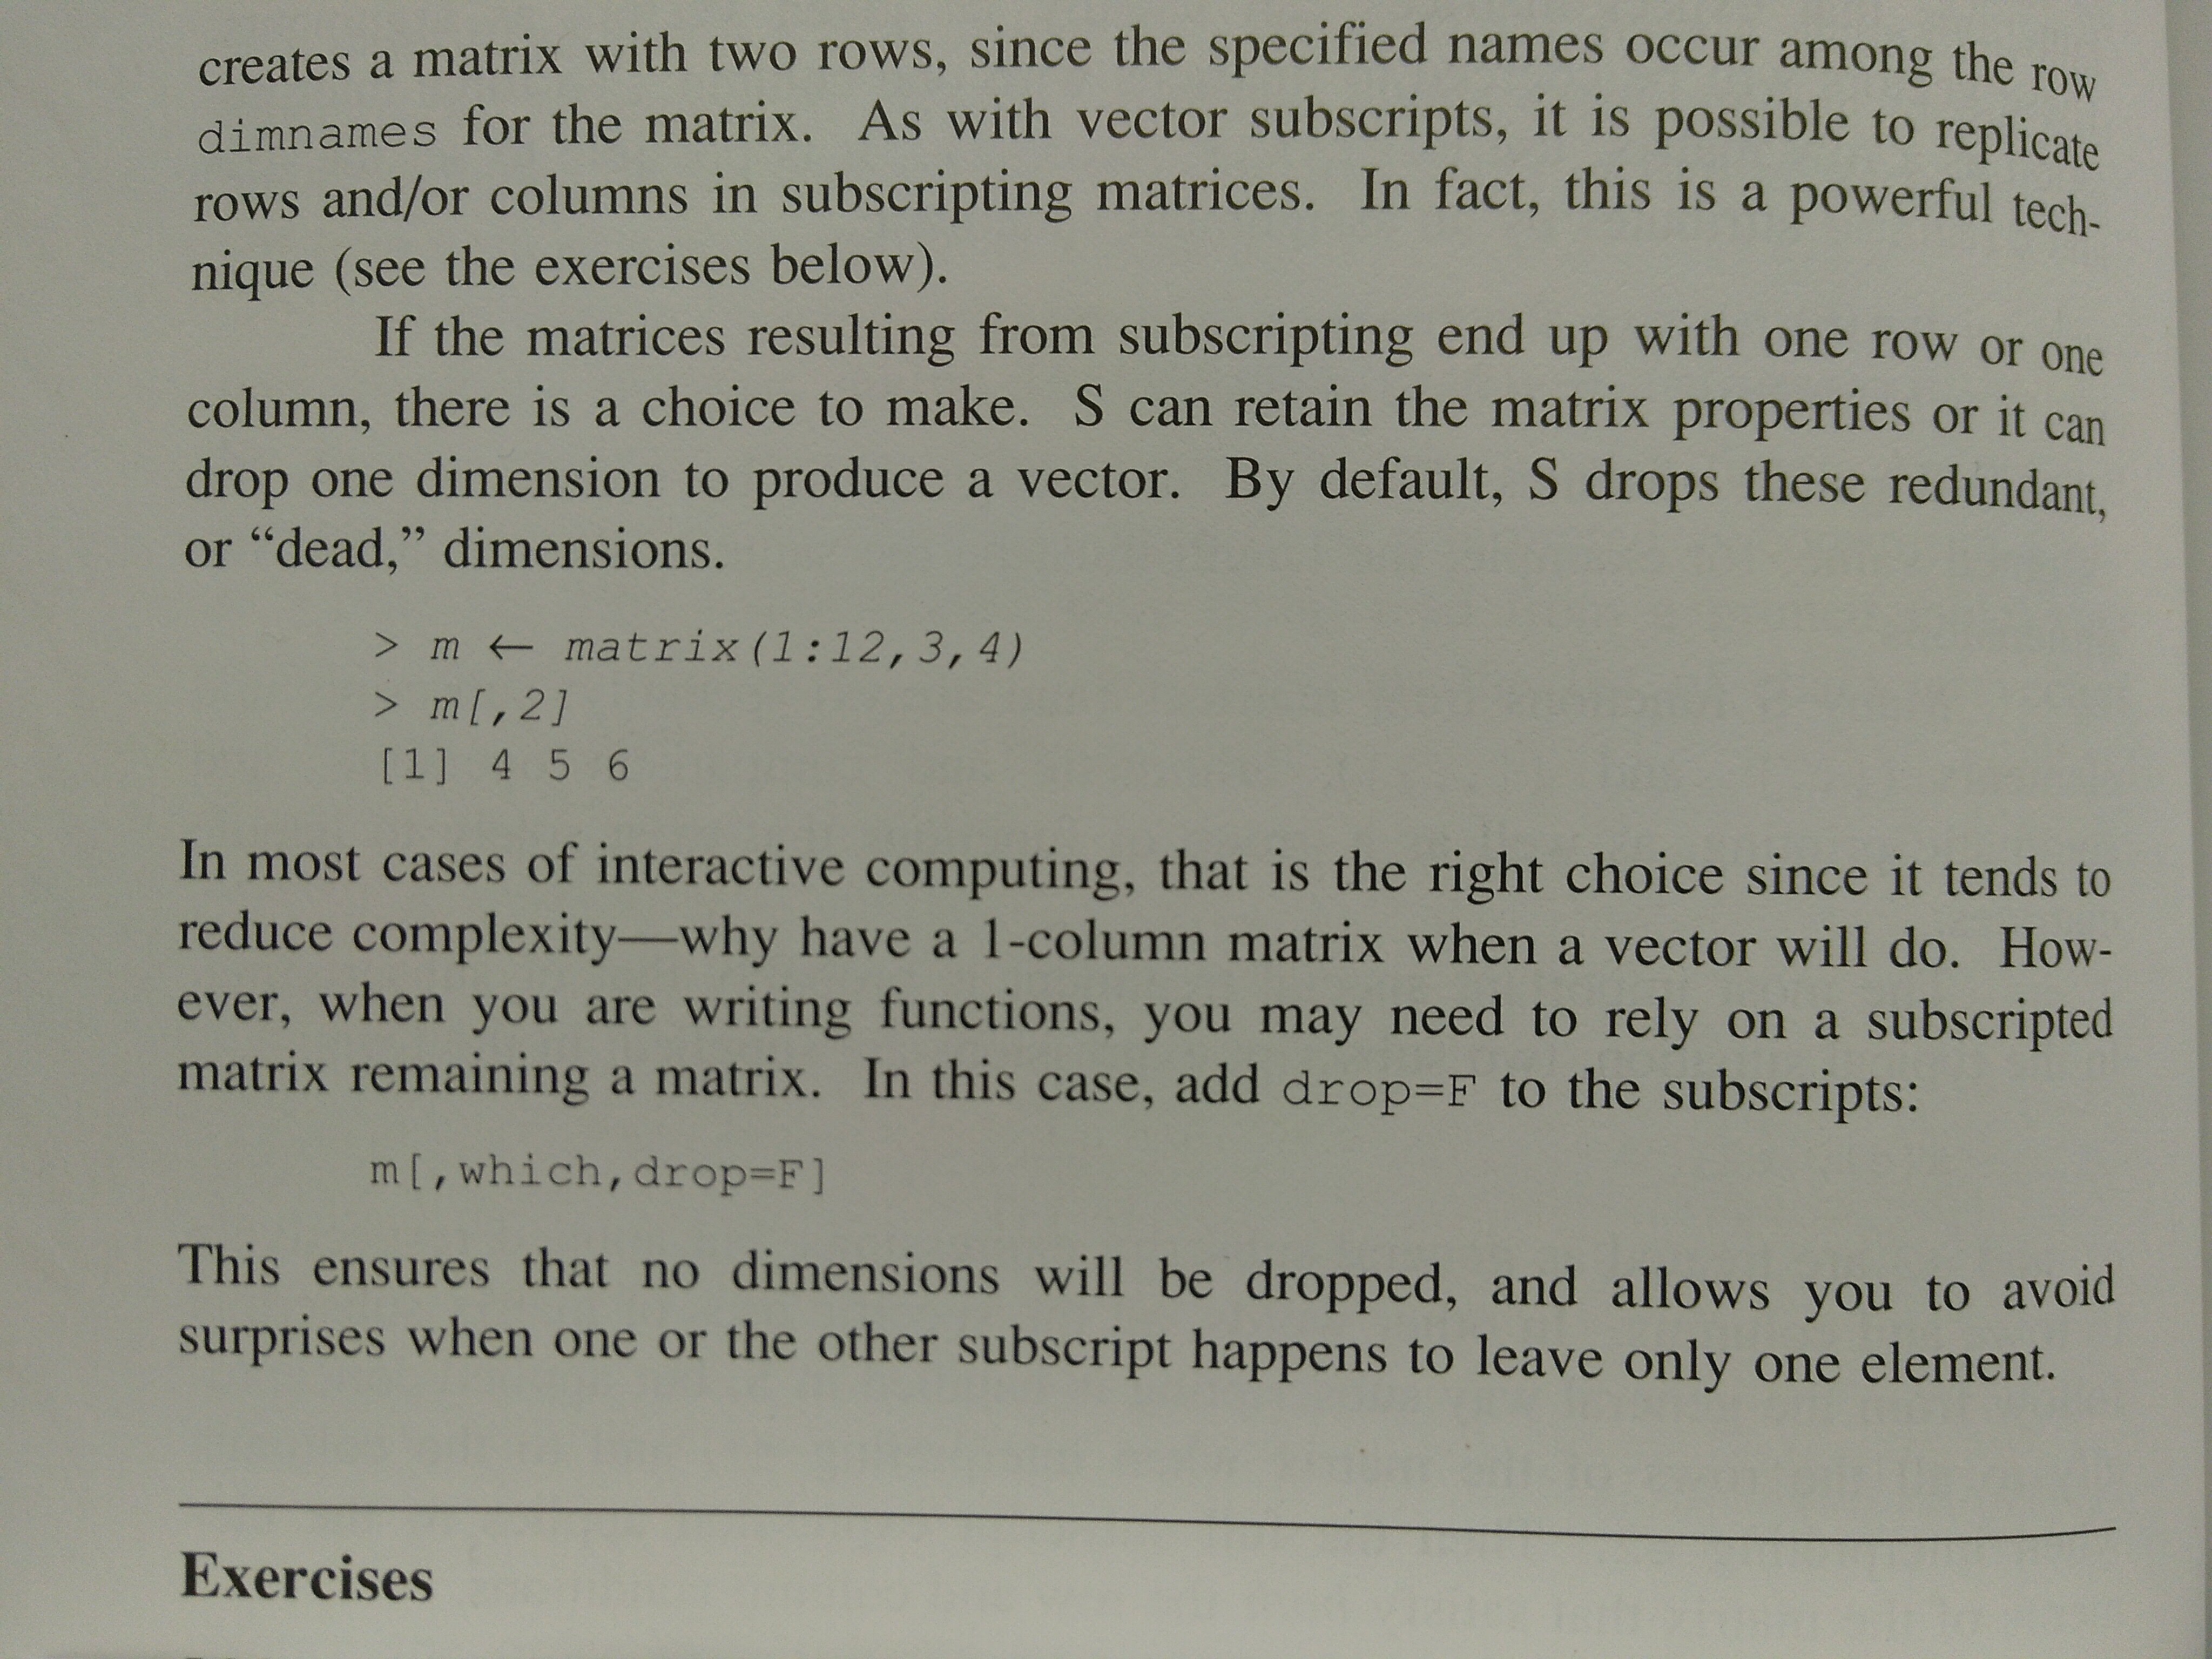 creates a matrix with two rows, since the specified names occur among the row
dimnames for the matrix. As with vector subscripts, it is possible to replicate
rows and/or columns in subscripting matrices. In fact, this is a powerful tech-
nique (see the exercises below).
If the matrices resulting from subscripting end up with one row or one
column, there is a choice to make. S can retain the matrix properties or it can
drop one dimension to produce a vector. By default, S drops these redundant,
or “dead,” dimensions.
> m ← matrix(1:12,3,4)
> m[,2]
[1] 4 5 6
In most cases of interactive computing, that is the right choice since it tends to
reduce complexity—why have a 1-column matrix when a vector will do. How-
ever, when you are writing functions, you may need to rely on a subscripted
matrix remaining a matrix. In this case, add drop=F to the subscripts:
m[,which,drop=F]
This ensures that no dimensions will be dropped, and allows you to avoid
surprises when one or the other subscript happens to leave only one element.
Exercises